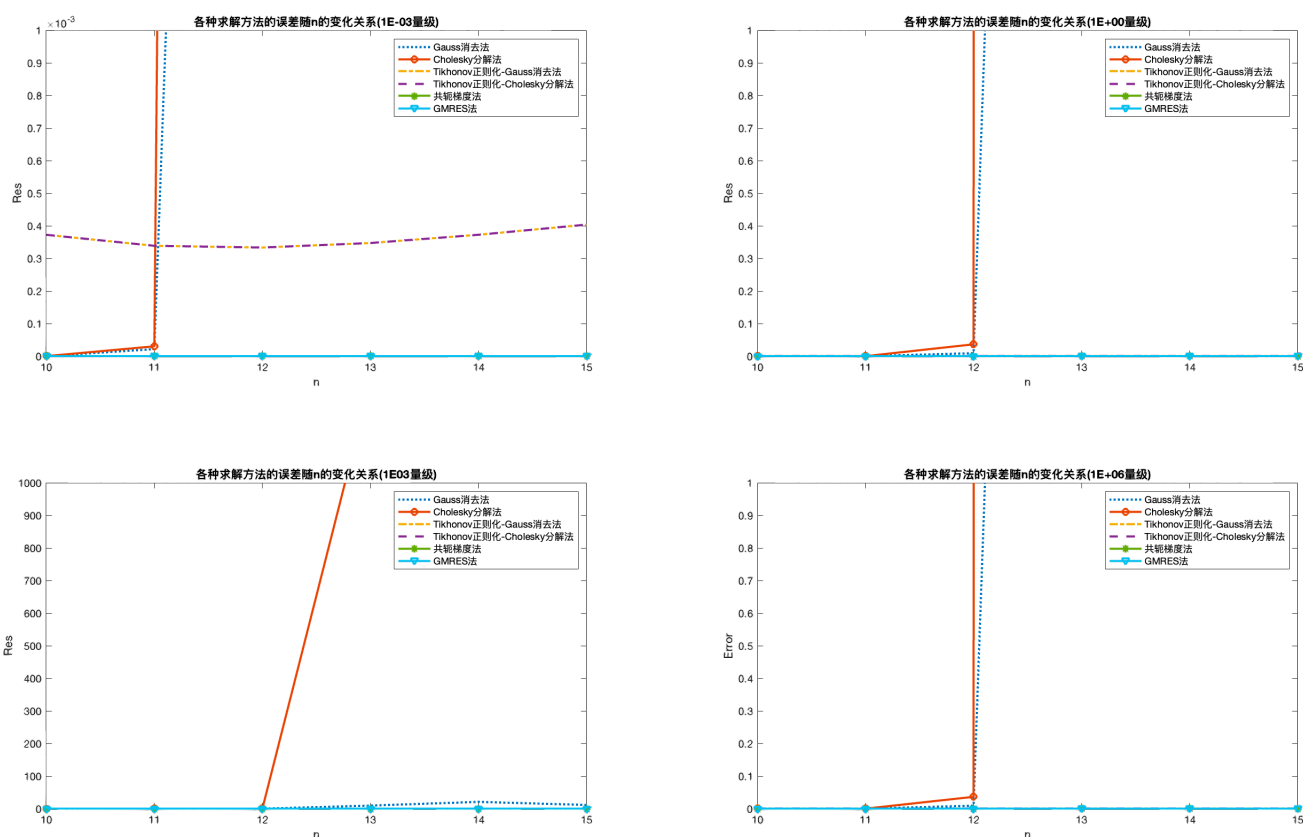 各种求解方法的误差随n的变化关系(1E-03量级)
×10^-3
1
0.9
0.8
0.7
0.6
0.5
0.4
0.3
0.2
0.1
0
Res
10 11 12 13 14 15
n
Gauss消去法
Cholesky分解法
Tikhonov正则化-Gauss消去法
Tikhonov正则化-Cholesky分解法
共轭梯度法
GMRES法
各种求解方法的误差随n的变化关系(1E+00量级)
1
0.9
0.8
0.7
0.6
0.5
0.4
0.3
0.2
0.1
0
Res
10 11 12 13 14 15
n
Gauss消去法
Cholesky分解法
Tikhonov正则化-Gauss消去法
Tikhonov正则化-Cholesky分解法
共轭梯度法
GMRES法
各种求解方法的误差随n的变化关系(1E03量级)
1000
900
800
700
600
500
400
300
200
100
0
Res
10 11 12 13 14 15
n
Gauss消去法
Cholesky分解法
Tikhonov正则化-Gauss消去法
Tikhonov正则化-Cholesky分解法
共轭梯度法
GMRES法
各种求解方法的误差随n的变化关系(1E+06量级)
1
0.9
0.8
0.7
0.6
0.5
0.4
0.3
0.2
0.1
0
Error
10 11 12 13 14 15
n
Gauss消去法
Cholesky分解法
Tikhonov正则化-Gauss消去法
Tikhonov正则化-Cholesky分解法
共轭梯度法
GMRES法